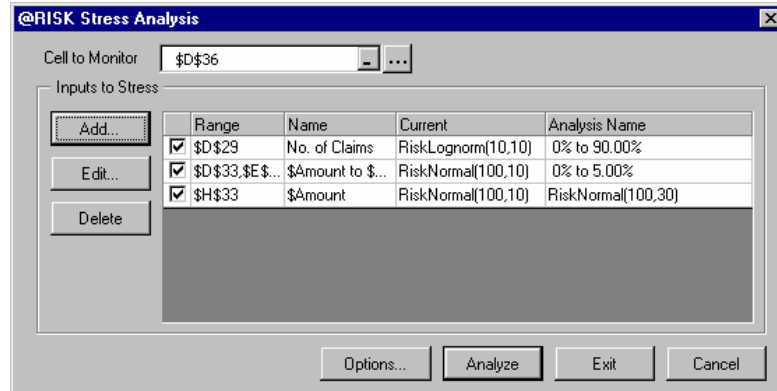 @RISK Stress Analysis
Cell to Monitor $D$36 ...
Inputs to Stress
Add...
Edit...
Delete
Range Name Current Analysis Name
$D$29 No. of Claims RiskLognorm(10,10) 0% to 90.00%
$D$33,$E$... $Amount to $... RiskNormal(100,10) 0% to 5.00%
$H$33 $Amount RiskNormal(100,10) RiskNormal(100,30)
Options... Analyze Exit Cancel